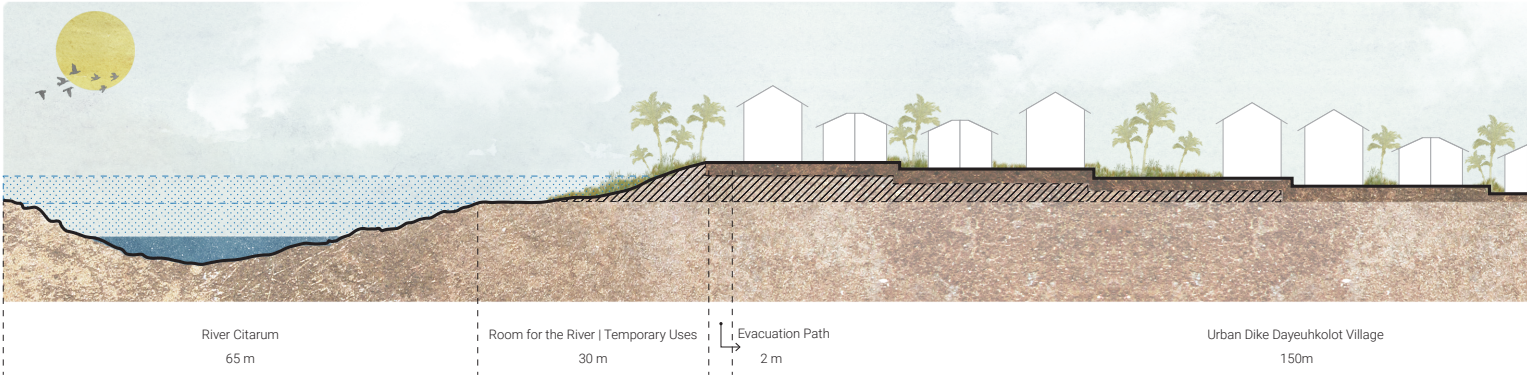 River Citarum
65 m
Room for the River | Temporary Uses
30 m
Evacuation Path
2 m
Urban Dike Dayeuhkolot Village
150m